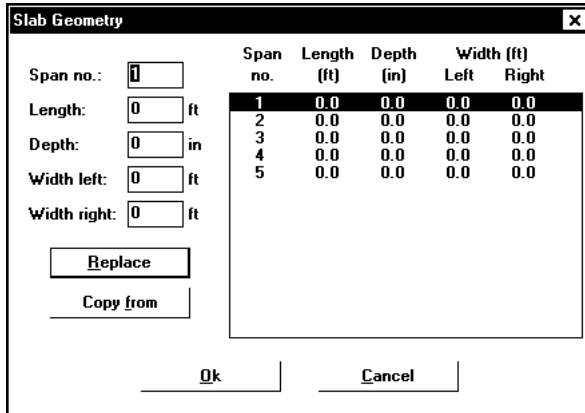 Slab Geometry x
Span no.: 1
Length: 0 ft
Depth: 0 in
Width left: 0 ft
Width right: 0 ft
Replace
Copy from
Span Length Depth Width (ft)
no. (ft) (in) Left Right
1 0.0 0.0 0.0 0.0
2 0.0 0.0 0.0 0.0
3 0.0 0.0 0.0 0.0
4 0.0 0.0 0.0 0.0
5 0.0 0.0 0.0 0.0
Ok Cancel